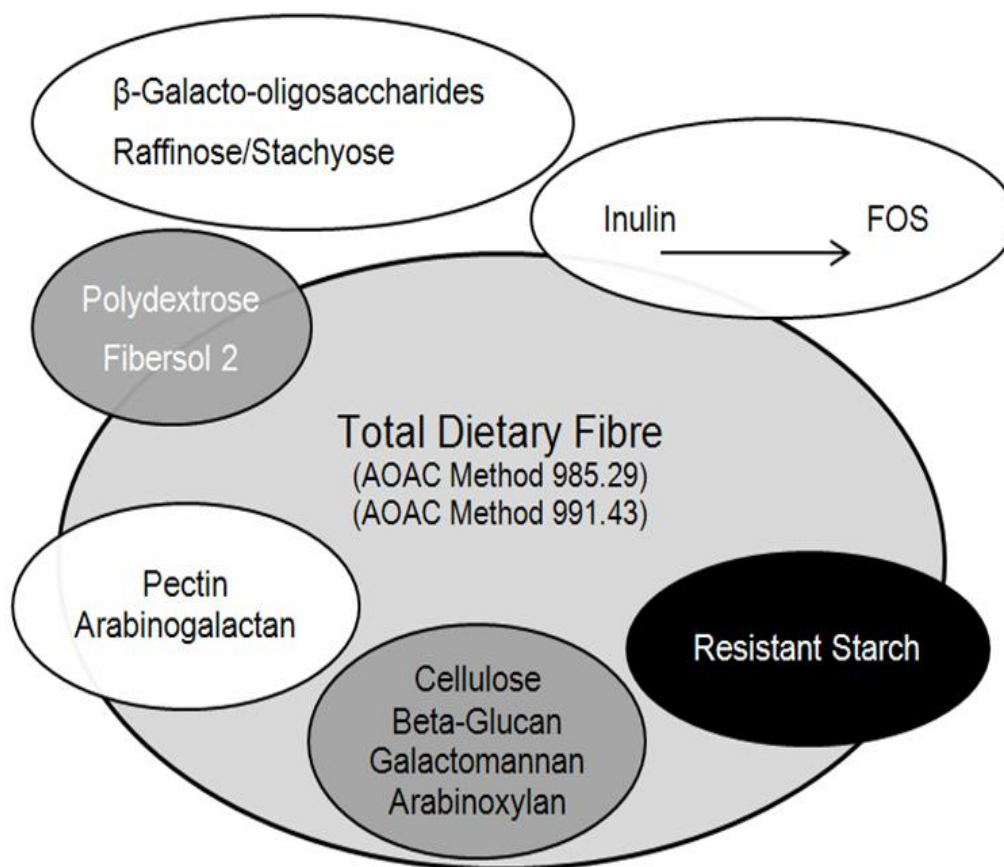 β-Galacto-oligosaccharides
Raffinose/Stachyose
Inulin
FOS
Polydextrose
Fibersol 2
Total Dietary Fibre
(AOAC Method 985.29)
(AOAC Method 991.43)
Pectin
Arabinogalactan
Resistant Starch
Cellulose
Beta-Glucan
Galactomannan
Arabinoxylan